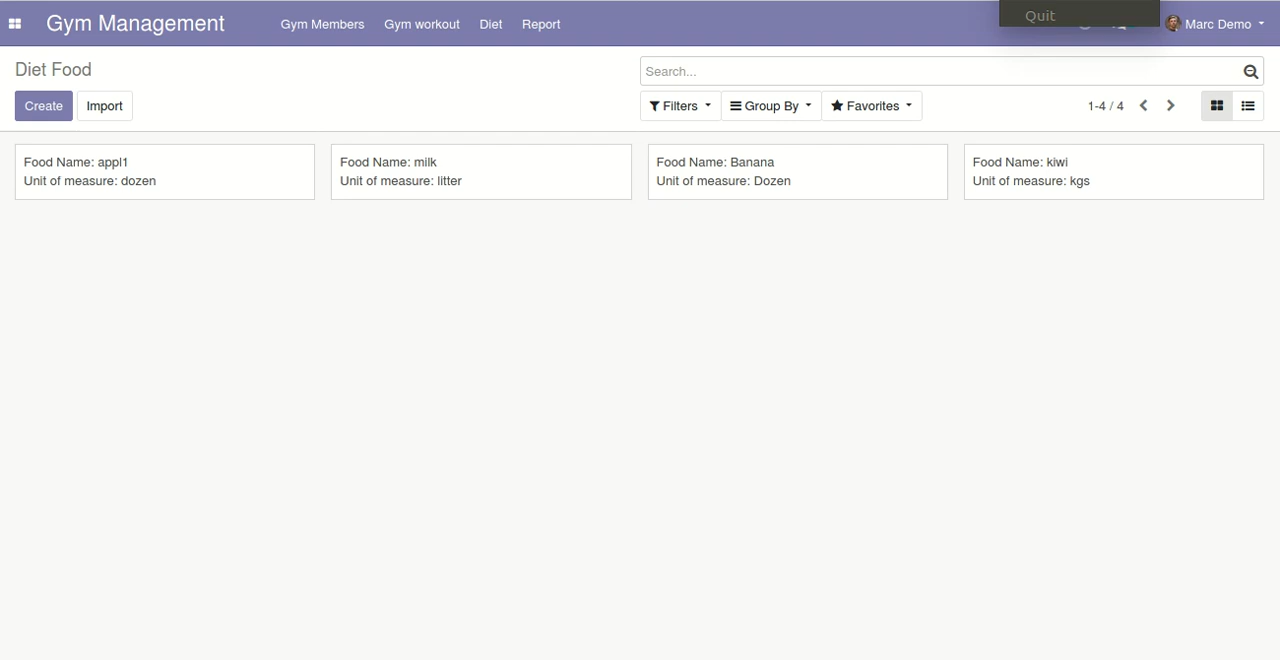 Gym Management Gym Members Gym workout Diet Report Quit Marc Demo
Diet Food
Search...
Create Import Filters Group By Favorites 1-4 / 4
Food Name: appl1
Unit of measure: dozen
Food Name: milk
Unit of measure: litter
Food Name: Banana
Unit of measure: Dozen
Food Name: kiwi
Unit of measure: kgs